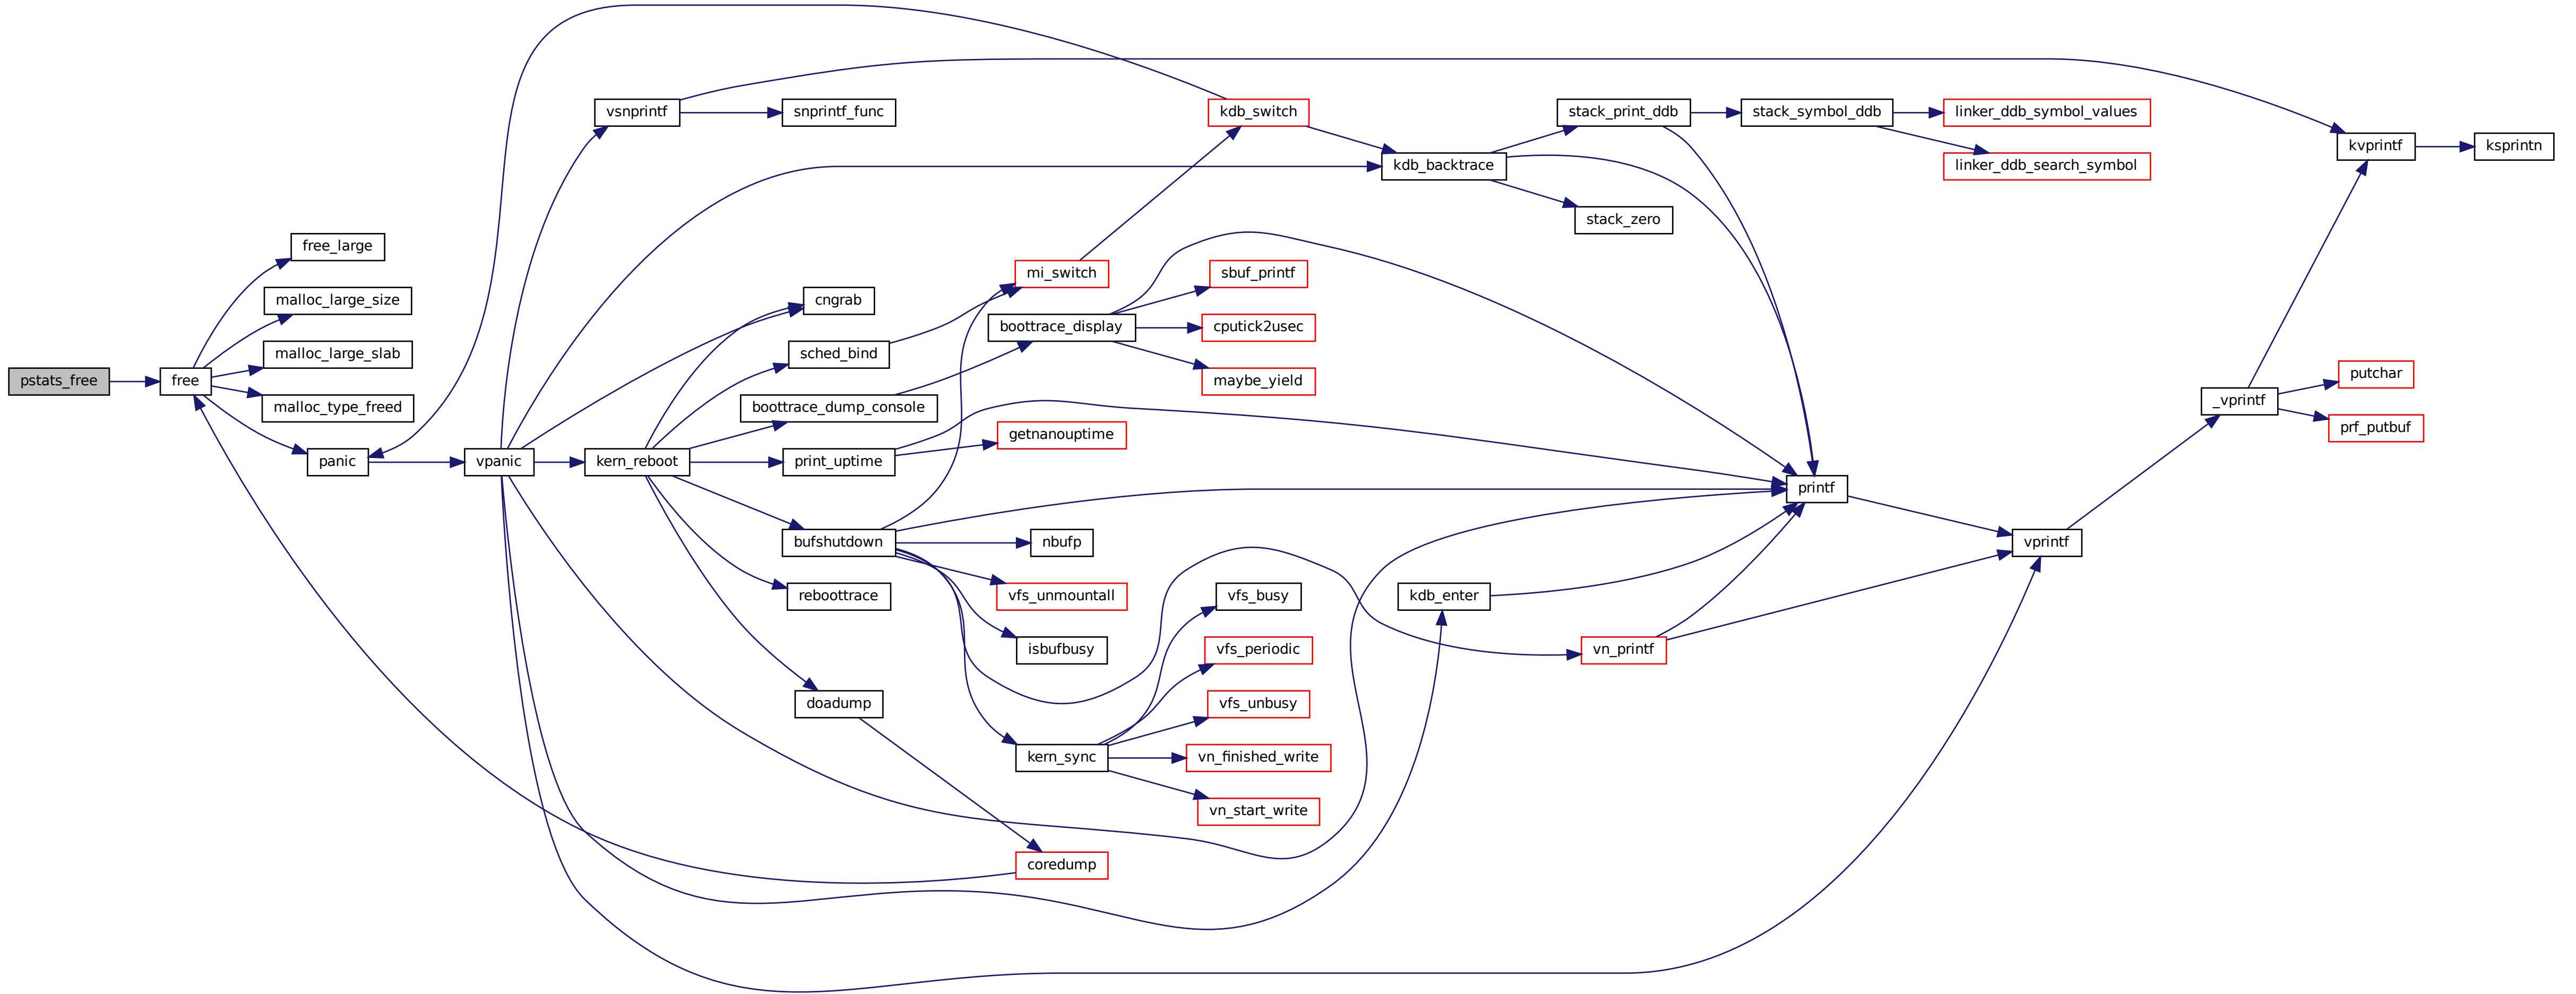 pstats_free
free
free_large
malloc_large_size
malloc_large_slab
malloc_type_freed
panic
vpanic
vsnprintf
snprintf_func
kern_reboot
cngrab
sched_bind
boottrace_dump_console
print_uptime
bufshutdown
reboottrace
doadump
mi_switch
boottrace_display
getnanouptime
nbufp
vfs_unmountall
isbufbusy
kern_sync
coredump
kdb_switch
sbuf_printf
cputick2usec
maybe_yield
vfs_busy
vfs_periodic
vfs_unbusy
vn_finished_write
vn_start_write
kdb_backtrace
kdb_enter
stack_print_ddb
stack_zero
vn_printf
stack_symbol_ddb
printf
linker_ddb_symbol_values
linker_ddb_search_symbol
vprintf
_vprintf
kvprintf
putchar
prf_putbuf
ksprintn